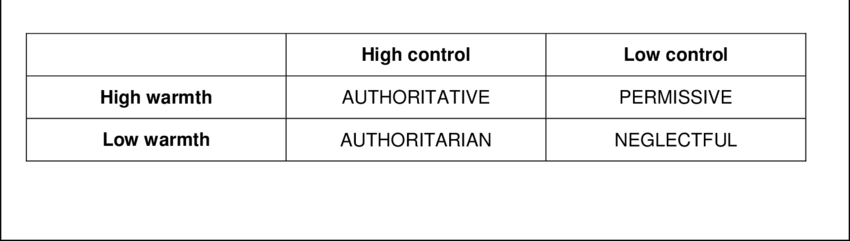 High control Low control
High warmth AUTHORITATIVE PERMISSIVE
Low warmth AUTHORITARIAN NEGLECTFUL